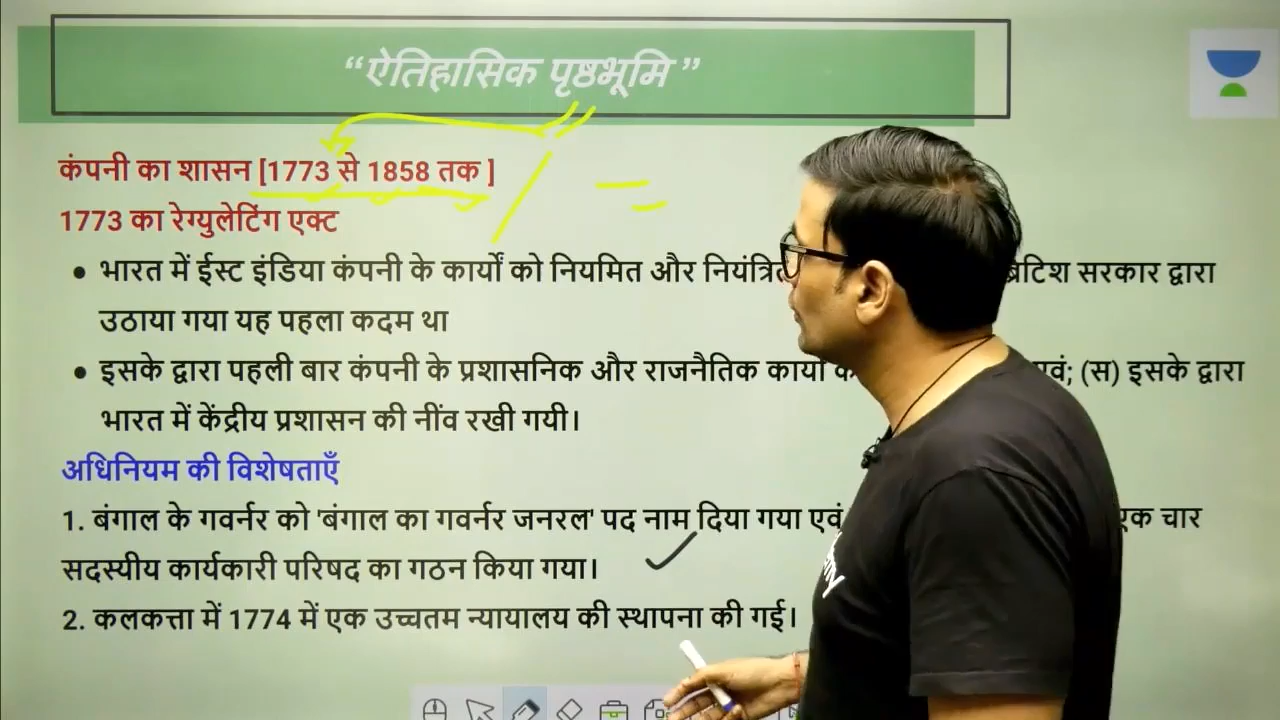 “ऐतिहासिक पृष्ठभूमि”
कंपनी का शासन [1773 से 1858 तक ]
1773 का रेग्युलेटिंग एक्ट
• भारत में ईस्ट इंडिया कंपनी के कार्यों को नियमित और ब्रिटिश सरकार द्वारा
उठाया गया यह पहला कदम था
• इसके द्वारा पहली बार कंपनी के प्रशासनिक और राजनैतिक एवं; (स) इसके द्वारा
भारत में केंद्रीय प्रशासन की नींव रखी गयी।
अधिनियम की विशेषताएँ
1. बंगाल के गवर्नर को 'बंगाल का गवर्नर जनरल' पद नाम दिया गया एवं एक चार
सदस्यीय कार्यकारी परिषद का गठन किया गया।
2. कलकत्ता में 1774 में एक उच्चतम न्यायालय की स्थापना की गई।